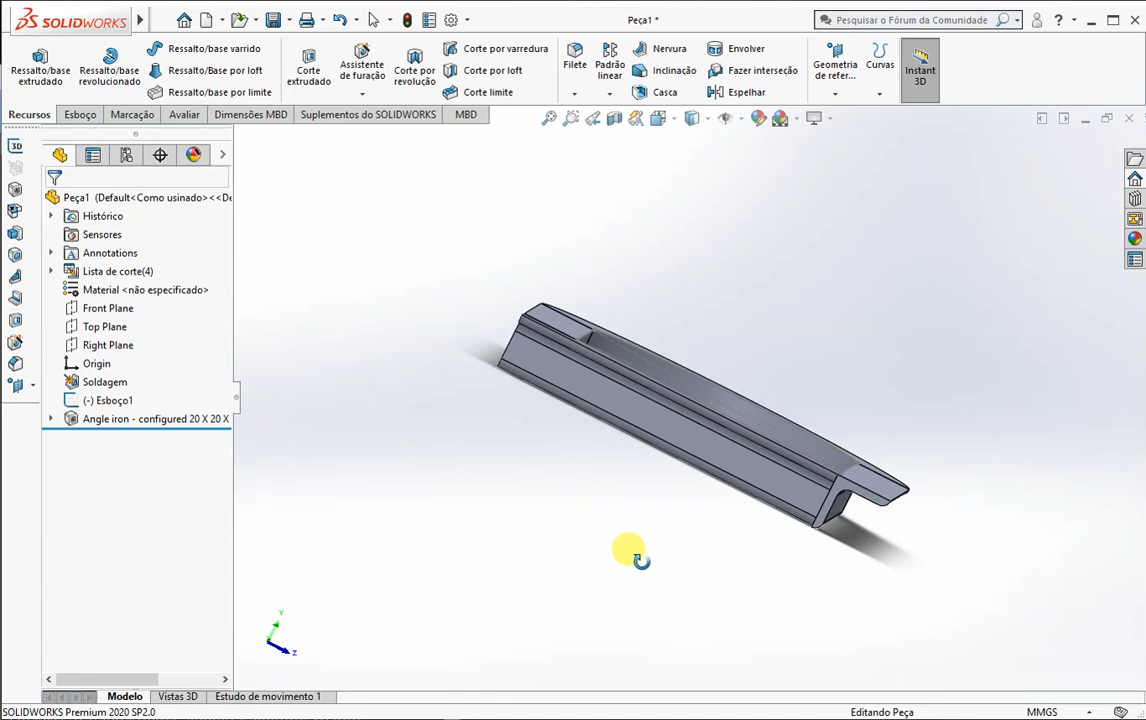 SOLIDWORKS
Peça1 *
Pesquisar o Fórum da Comunidade
?
Ressalto/base extrudado
Ressalto/base revolucionado
Ressalto/base varrido
Ressalto/base por loft
Ressalto/base por limite
Corte extrudado
Assistente de furação
Corte por revolução
Corte por varredura
Corte por loft
Corte limite
Filete
Padrão linear
Nervura
Inclinação
Casca
Envolver
Fazer interseção
Espelhar
Geometria de refer...
Curvas
Instant 3D
Recursos
Esboço
Marcação
Avaliar
Dimensões MBD
Suplementos do SOLIDWORKS
MBD
3D
Peça1 (Default<Como usinado><<De
Histórico
Sensores
A Annotations
Lista de corte(4)
Material <não especificado>
Front Plane
Top Plane
Right Plane
Origin
Soldagem
(-) Esboço1
Angle iron - configured 20 X 20 X
Y
Z
Modelo
Vistas 3D
Estudo de movimento 1
SOLIDWORKS Premium 2020 SP2.0
Editando Peça
MMGS